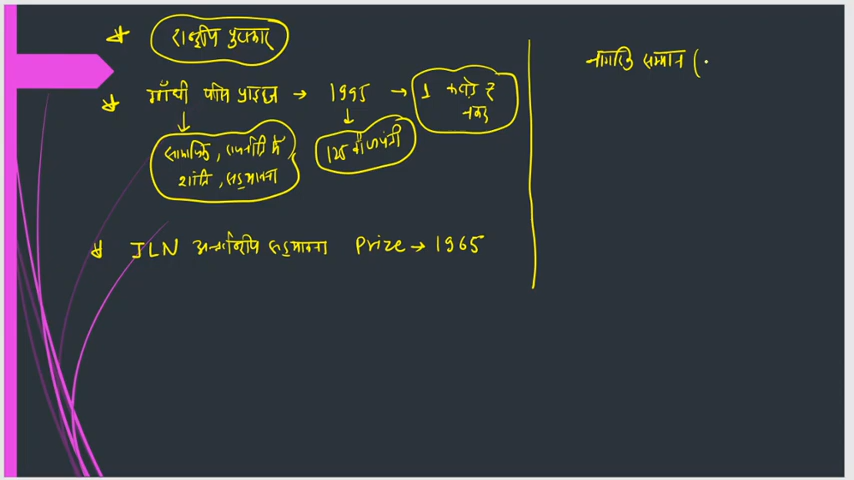 राष्ट्रीय पुरस्कार
गाँधी शांति प्राइज → 1995 → 1 करोड़ ₹
नकद
सामाजिक, राजनीति के
शांति, सद्भावना
125 वी जयंती
JLN अन्तर्राष्ट्रीय सद्भावना Prize → 1965
नागरिक सम्मान (